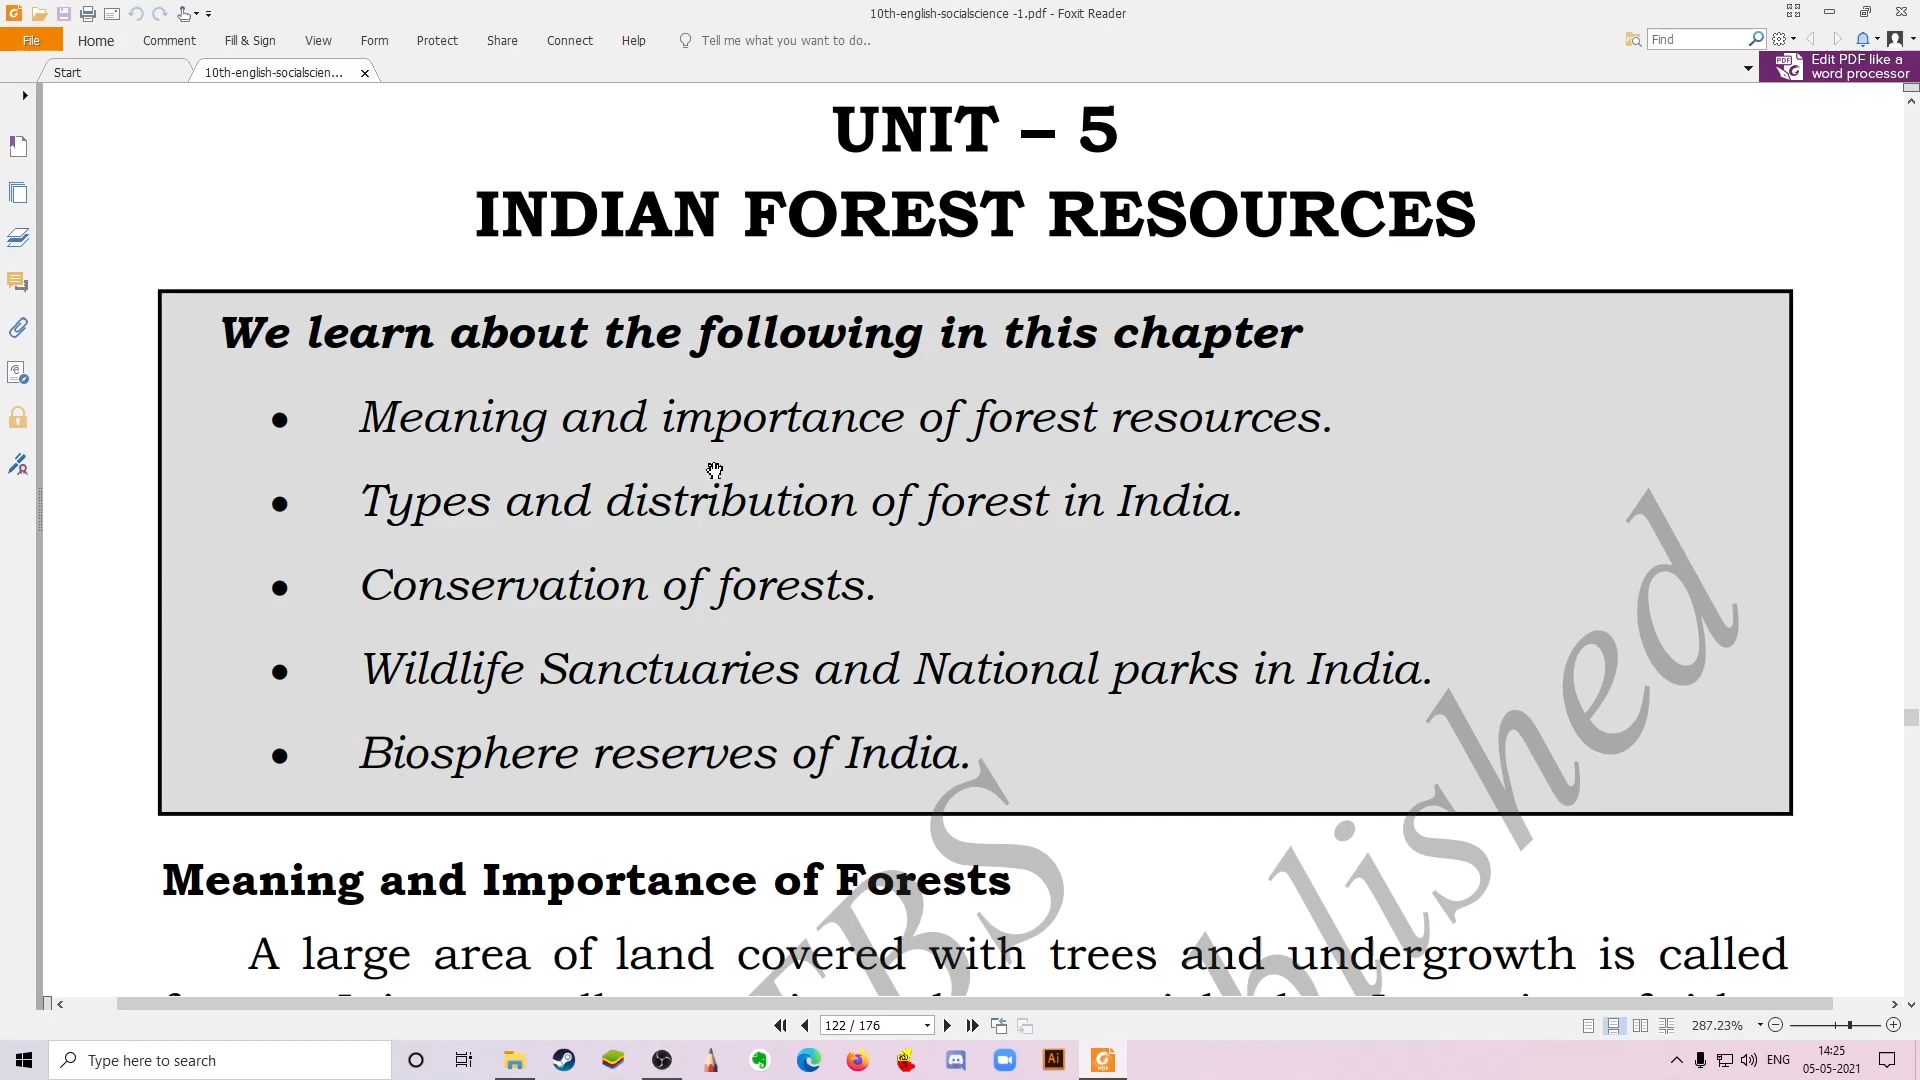 10th-english-socialscience -1.pdf - Foxit Reader
File Home Comment Fill & Sign View Form Protect Share Connect Help Tell me what you want to do.. Find
Start 10th-english-socialscien... Edit PDF like a
word processor
UNIT – 5
INDIAN FOREST RESOURCES
We learn about the following in this chapter
• Meaning and importance of forest resources.
• Types and distribution of forest in India.
• Conservation of forests.
• Wildlife Sanctuaries and National parks in India.
• Biosphere reserves of India.
Meaning and Importance of Forests
A large area of land covered with trees and undergrowth is called
122 / 176 287.23%
Type here to search Ai ENG 14:25
05-05-2021